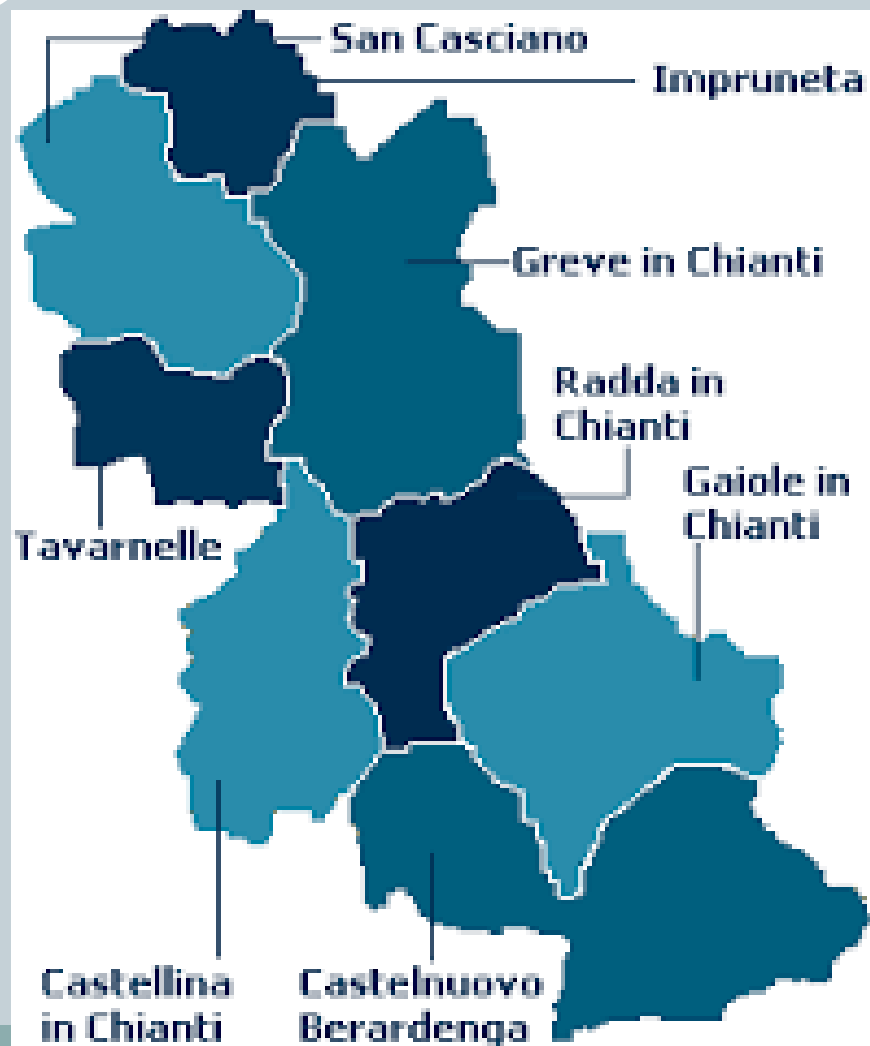 San Casciano
Impruneta
Greve in Chianti
Radda in
Chianti
Gaiole in
Chianti
Tavarnelle
Castellina
in Chianti
Castelnuovo
Berardenga